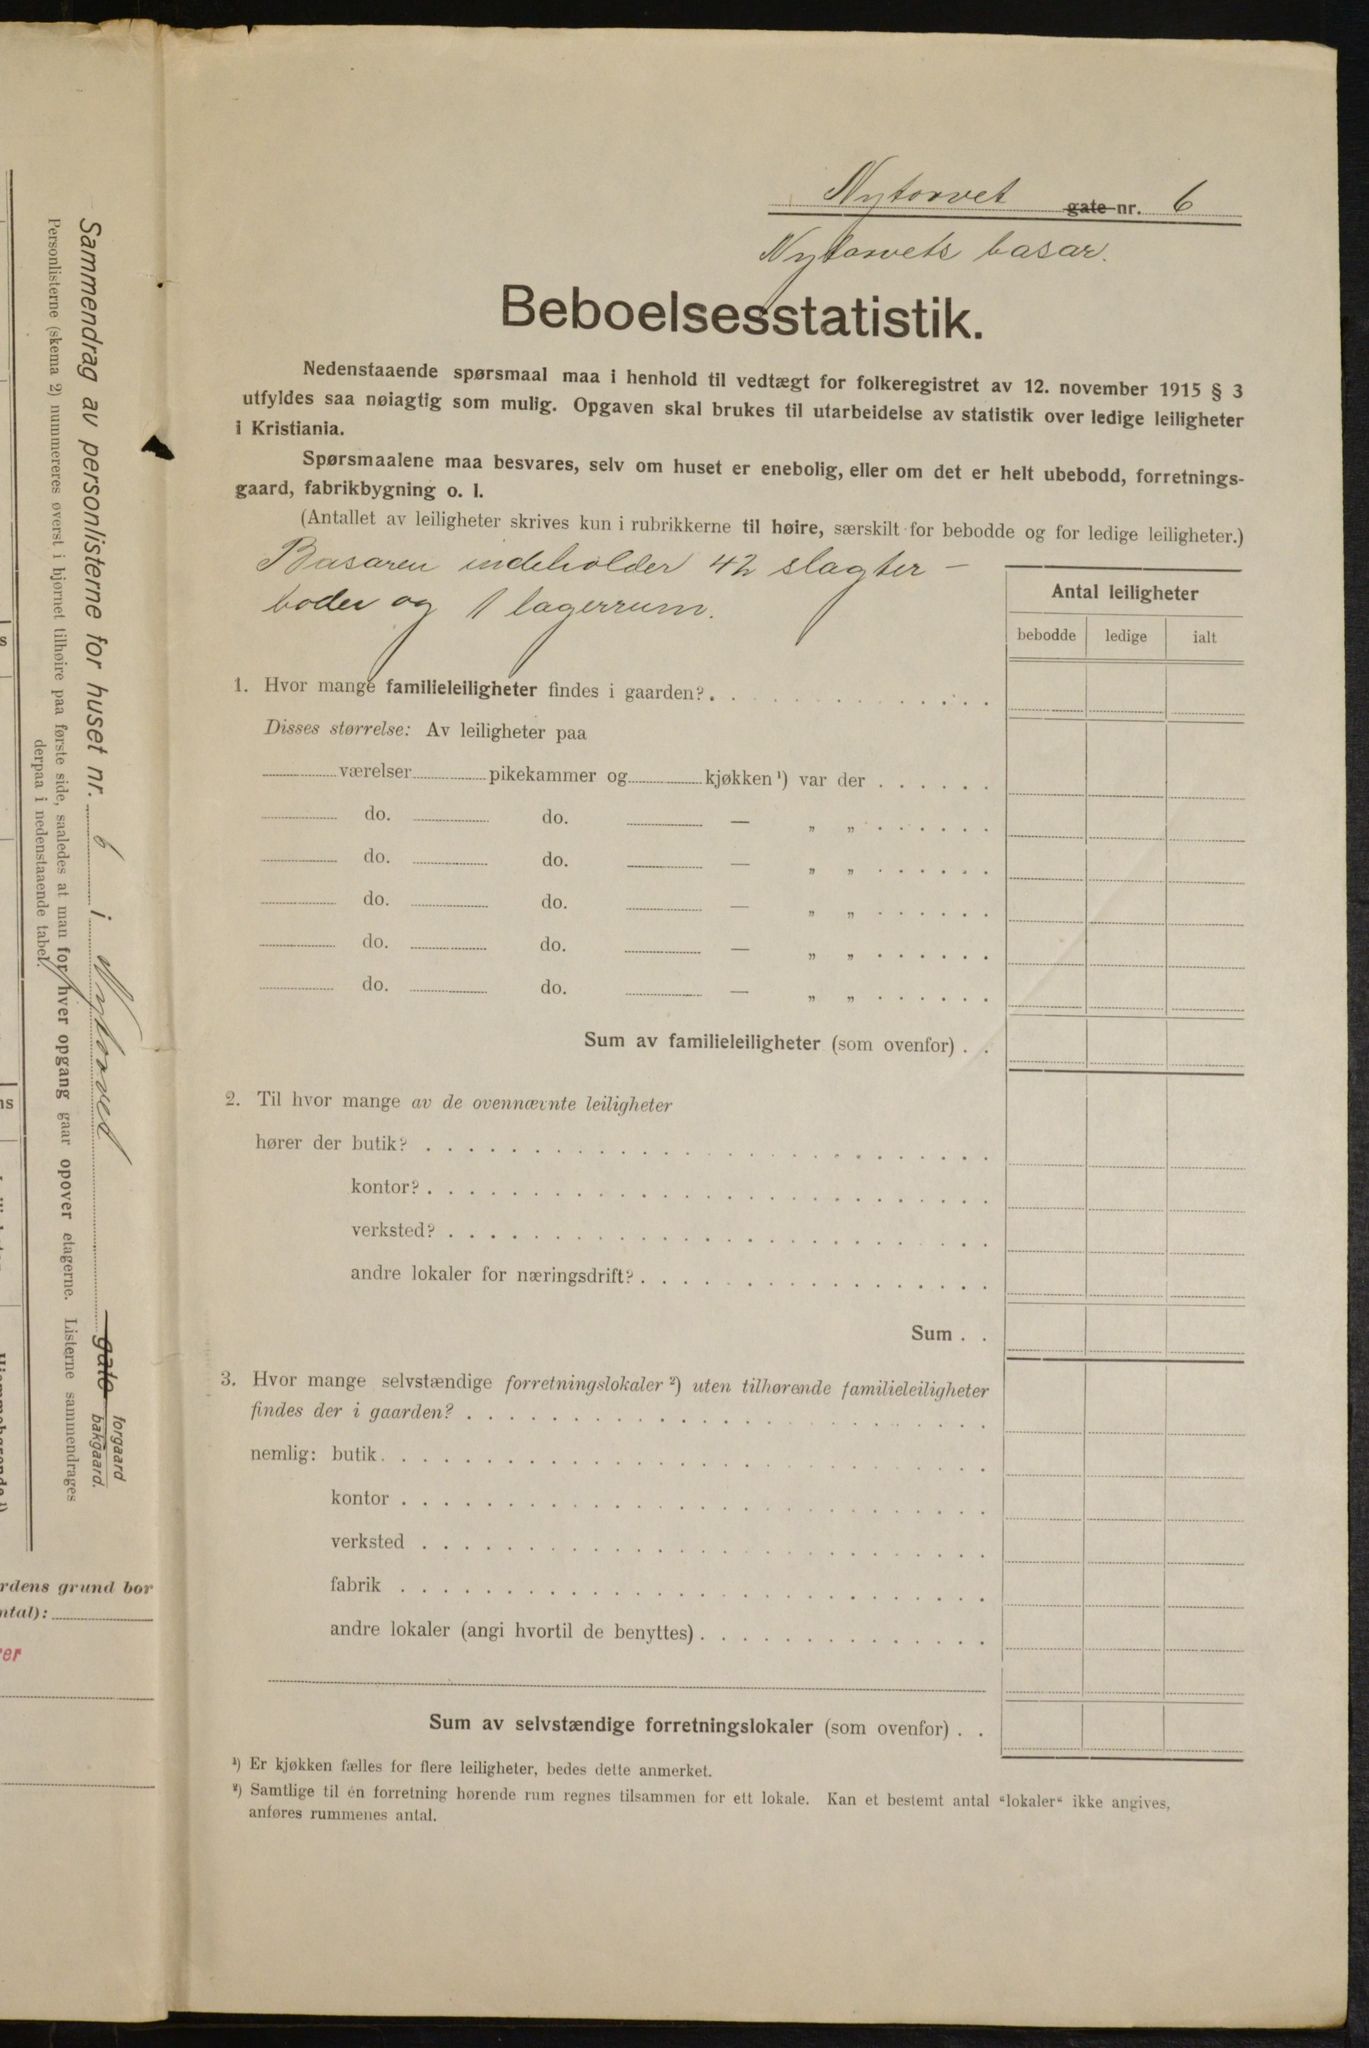 Nytorvet gate nr. 6
Nytorvets basar.
Beboelsesstatistik.
Nedenstaaende spørsmaal maa i henhold til vedtægt for folkeregistret av 12. november 1915 § 3
utfyldes saa nøiagtig som mulig. Opgaven skal brukes til utarbeidelse av statistik over ledige leiligheter
i Kristiania.
Spørsmaalene maa besvares, selv om huset er enebolig, eller om det er helt ubebodd, forretnings-
gaard, fabrikbygning o. l.
(Antallet av leiligheter skrives kun i rubrikkerne til høire, særskilt for bebodde og for ledige leiligheter.)
Basaren indeholder 42 slagter-
boder og 1 lagerrum.
Antal leiligheter
bebodde ledige ialt
1. Hvor mange familieleiligheter findes i gaarden?
Disses størrelse: Av leiligheter paa
værelser pikekammer og kjøkken ¹) var der
do. do. — „ „
do. do. — „ „
do. do. — „ „
do. do. — „ „
do. do. — „ „
Sum av familieleiligheter (som ovenfor)
2. Til hvor mange av de ovennævnte leiligheter
hører der butik?
kontor?
verksted?
andre lokaler for næringsdrift?
Sum
3. Hvor mange selvstændige forretningslokaler ²) uten tilhørende familieleiligheter
findes der i gaarden?
nemlig: butik
kontor
verksted
fabrik
andre lokaler (angi hvortil de benyttes)
Sum av selvstændige forretningslokaler (som ovenfor)
¹) Er kjøkken fælles for flere leiligheter, bedes dette anmerket.
²) Samtlige til én forretning hørende rum regnes tilsammen for ett lokale. Kan et bestemt antal “lokaler“ ikke angives,
anføres rummenes antal.
Sammendrag av personlisterne for huset nr. 6 i Nytorvet gate forgaard
bakgaard.
Personlisterne (skema 2) nummereres øverst i hjørnet tilhøire paa første side, saaledes at man for hver opgang gaar opover etagerne. Listerne sammendrages
derpaa i nedenstaaende tabel.
rdens grund bor
ntal):
rer